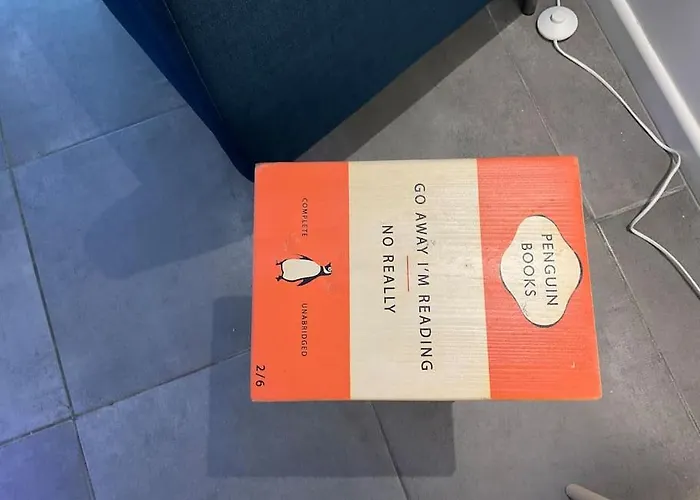 PENGUIN
BOOKS
GO AWAY I'M READING
NO REALLY
COMPLETE
UNABRIDGED
2/6